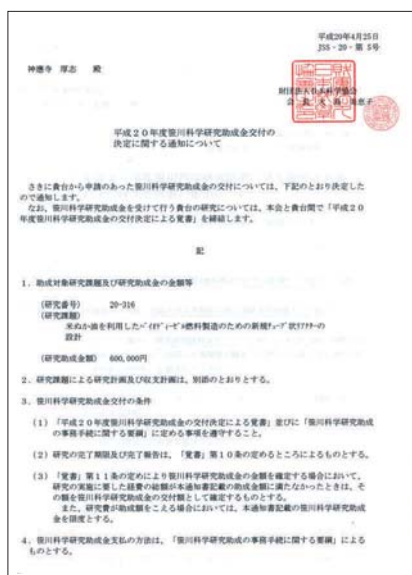 平成20年4月25日
JSS・20・第 5号
神應寺 厚志 殿
財団法人日本科学協会
会 長 大 島 美恵子
平成20年度笹川科学研究助成金交付の
決定に関する通知について
さきに貴台から申請のあった笹川科学研究助成金の交付については、下記のとおり決定した
ので通知します。
なお、笹川科学研究助成金を受けて行う貴台の研究については、本会と貴台間で「平成20
年度笹川科学研究助成金の交付決定による覚書」を締結します。
記
1．助成対象研究課題及び研究助成金の金額等
(研究番号) 20-316
(研究課題)
米ぬか油を利用したバイオディーゼル燃料製造のための新規チューブ状リアクターの
設計
(研究助成金額) 600,000円
2．研究課題による研究計画及び収支計画は、別添のとおりとする。
3．笹川科学研究助成金交付の条件
(1) 「平成20年度笹川科学研究助成金の交付決定による覚書」並びに「笹川科学研究助成
の事務手続に関する要綱」に定める事項を遵守すること。
(2) 研究の完了期限及び完了報告は、「覚書」第10条の定めるところによるものとする。
(3) 「覚書」第11条の定めにより笹川科学研究助成金の金額を確定する場合において、
研究の実施に要した経費の総額が本通知書記載の助成金額に満たなかったときは、そ
の額を笹川科学研究助成金の交付額として確定するものとする。
また、研究費が助成額をこえる場合においては、本通知書記載の笹川科学研究助成
金を限度とする。
4．笹川科学研究助成金支払の方法は、「笹川科学研究助成の事務手続に関する要綱」による
ものとする。